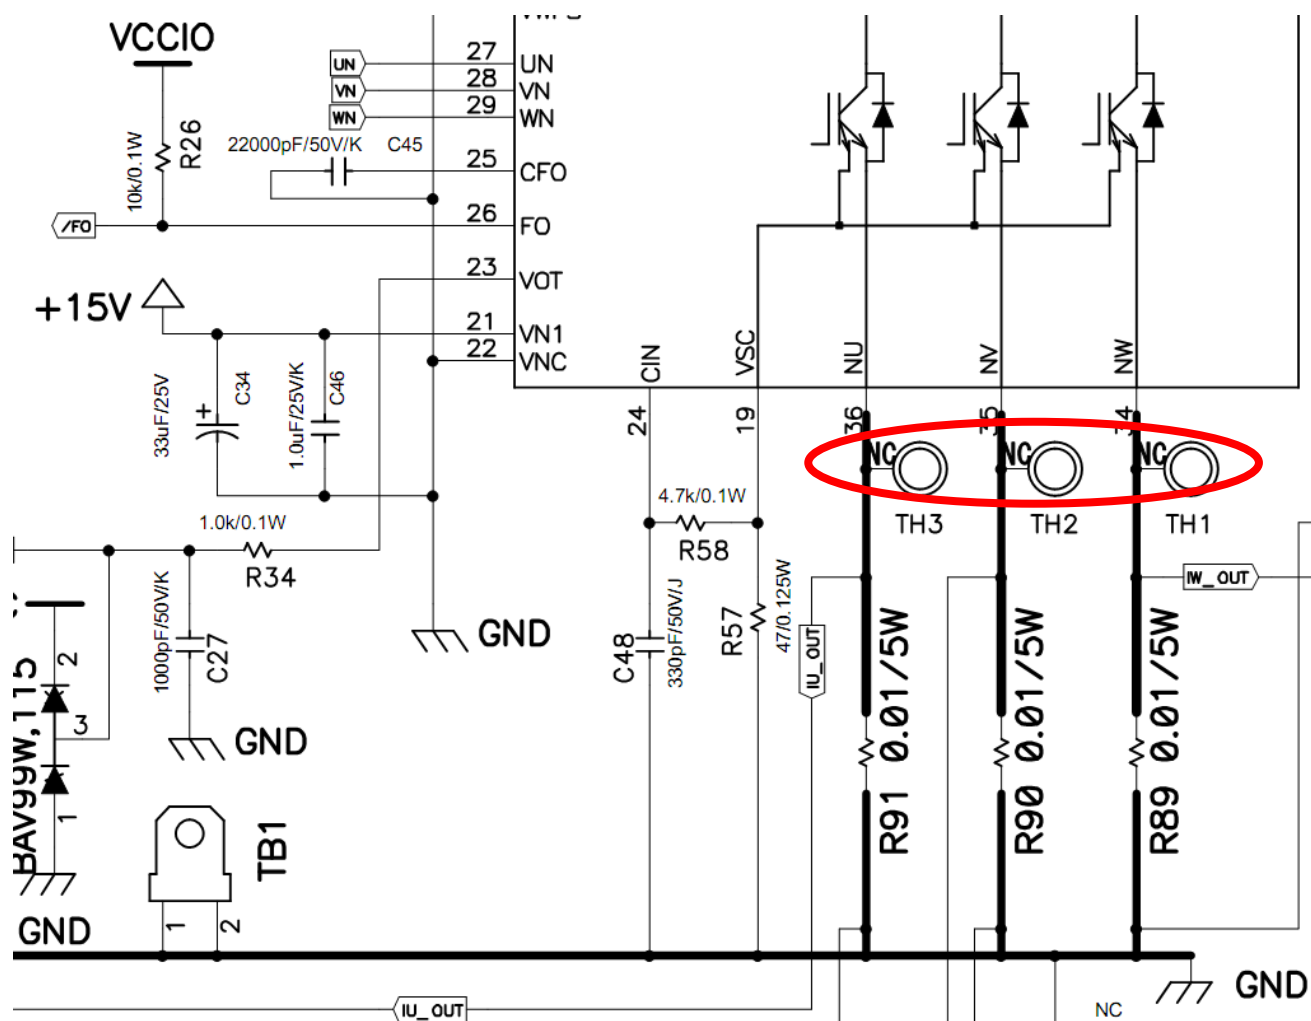 VCCIO
R26
10k/0.1W
UN
VN
WN
27
28
29
UN
VN
WN
22000pF/50V/K
C45
25
CFO
/FO
26
FO
23
VOT
+15V
21
VN1
22
VNC
33uF/25V
+
C34
1.0uF/25V/K
C46
CIN
VSC
NU
NV
NW
24
19
36
35
34
NC
NC
NC
TH3
TH2
TH1
1.0k/0.1W
R34
4.7k/0.1W
R58
1000pF/50V/K
C27
GND
GND
C48
330pF/50V/J
R57
47/0.125W
IU_OUT
IW_OUT
R91 0.01/5W
R90 0.01/5W
R89 0.01/5W
BAV99W,115
2
3
1
GND
TB1
1
2
GND
IU_OUT
NC